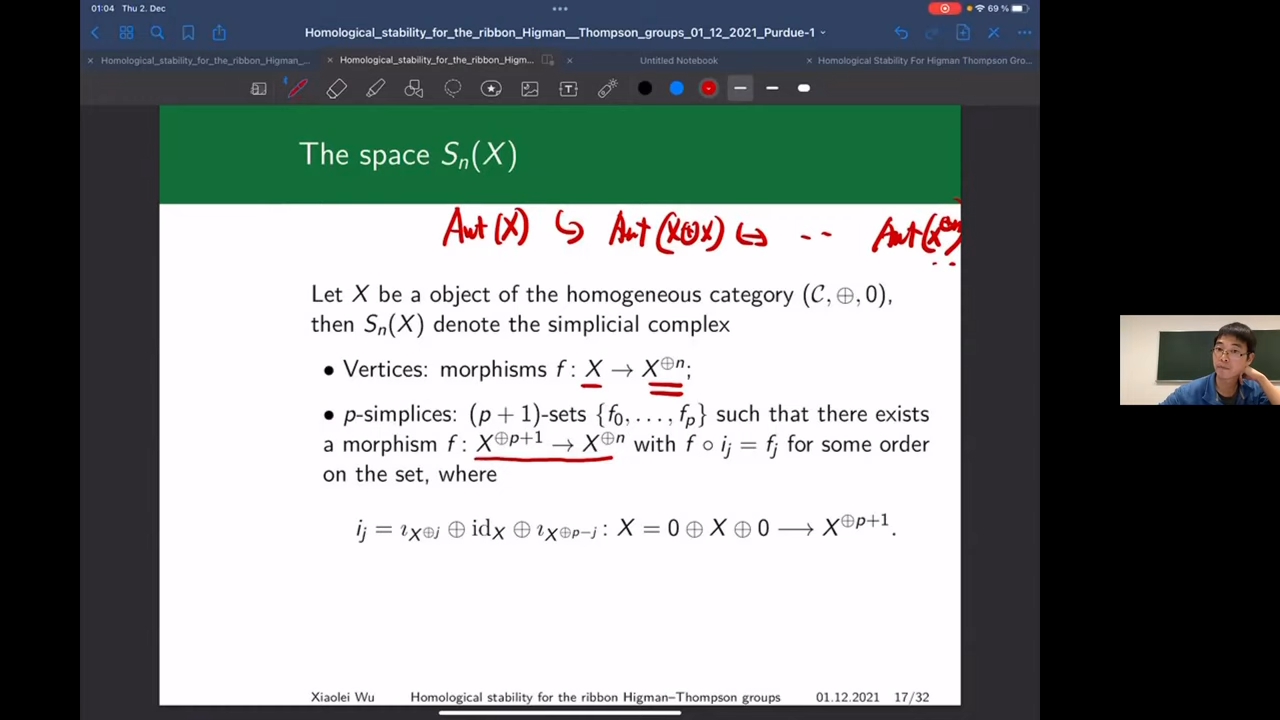 01:04 Thu 2. Dec
69 %
Homological_stability_for_the_ribbon_Higman__Thompson_groups_01_12_2021_Purdue-1
Homological_stability_for_the_ribbon_Higman_–_Thompson_groups_01_12_2021_...
Homological_stability_for_the_ribbon_Higm...
Untitled Notebook
Homological Stability For Higman Thompson Gro...
The space Sₙ(X)
Aut(X) ↪ Aut(X⊕X) ↪ ... Aut(X^{⊕n})
Let X be a object of the homogeneous category (𝒞, ⊕, 0),
then Sₙ(X) denote the simplicial complex
• Vertices: morphisms f : X → X^{⊕n};
• p-simplices: (p + 1)-sets {f₀, . . . , fₚ} such that there exists
a morphism f : X^{⊕p+1} → X^{⊕n} with f ∘ iⱼ = fⱼ for some order
on the set, where
iⱼ = ı_{X^{⊕j}} ⊕ id_X ⊕ ı_{X^{⊕p−j}} : X = 0 ⊕ X ⊕ 0 ⟶ X^{⊕p+1}.
Xiaolei Wu Homological stability for the ribbon Higman–Thompson groups 01.12.2021 17/32